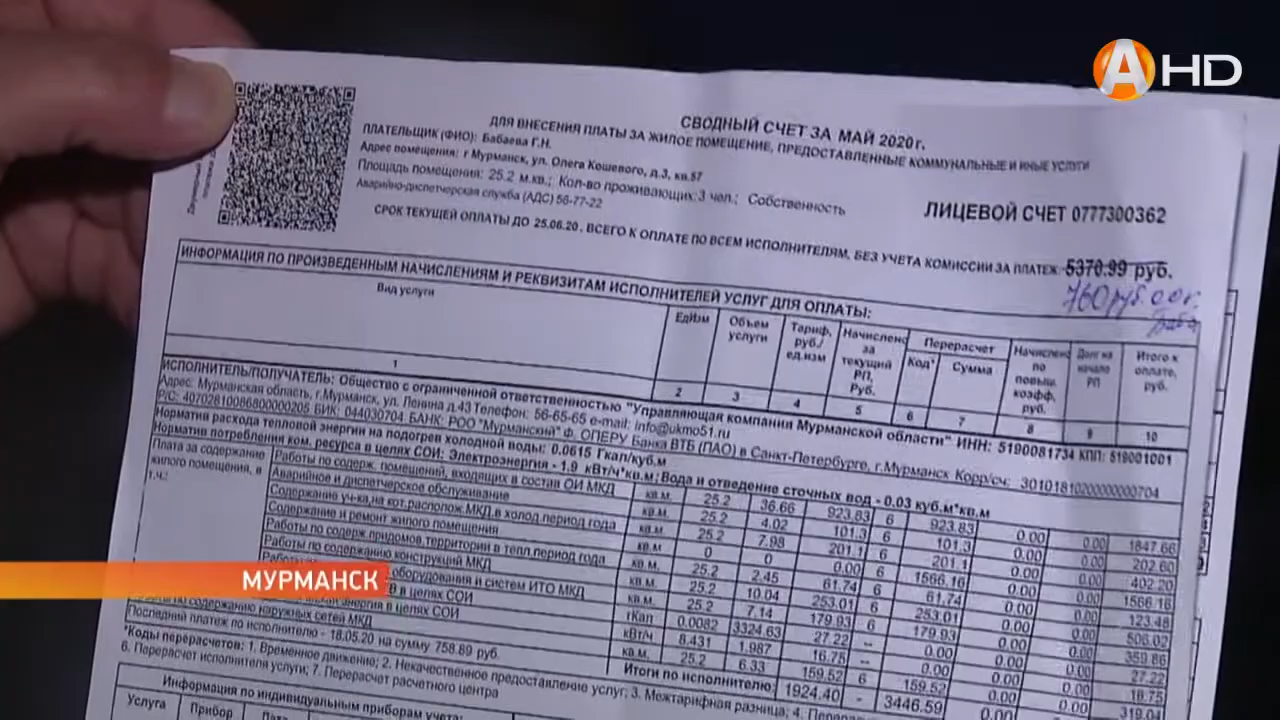 A HD
СВОДНЫЙ СЧЕТ ЗА МАЙ 2020г.
ДЛЯ ВНЕСЕНИЯ ПЛАТЫ ЗА ЖИЛОЕ ПОМЕЩЕНИЕ, ПРЕДОСТАВЛЕННЫЕ КОММУНАЛЬНЫЕ И ИНЫЕ УСЛУГИ
ПЛАТЕЛЬЩИК (ФИО): Бабаева Г.Н.
Адрес помещения: г Мурманск, ул. Олега Кошевого, д.3, кв.57
Площадь помещения: 25.2 м.кв.; Кол-во проживающих:3 чел.; Собственность
Аварийно-диспетчерская служба (АДС) 56-77-22
ЛИЦЕВОЙ СЧЕТ 0777300362
СРОК ТЕКУЩЕЙ ОПЛАТЫ ДО 25.06.20. ВСЕГО К ОПЛАТЕ ПО ВСЕМ ИСПОЛНИТЕЛЯМ, БЕЗ УЧЕТА КОМИССИИ ЗА ПЛАТЕЖ: 5370.99 руб.
760 руб. 00 к.
ИНФОРМАЦИЯ ПО ПРОИЗВЕДЕННЫМ НАЧИСЛЕНИЯМ И РЕКВИЗИТАМ ИСПОЛНИТЕЛЕЙ УСЛУГ ДЛЯ ОПЛАТЫ:
Вид услуги
ЕдИзм
Объем услуги
Тариф, руб./ ед.изм
Начислено за текущий РП, Руб.
Перерасчет
Код*
Сумма
Начислено по повыш. коэфф, руб.
Долг на начало РП
Итого к оплате, руб.
1 2 3 4 5 6 7 8 9 10
ИСПОЛНИТЕЛЬ/ПОЛУЧАТЕЛЬ: Общество с ограниченной ответственностью "Управляющая компании Мурманской области" ИНН: 5190081734 КПП: 519001001
Адрес: Мурманская область, г.Мурманск, ул. Ленина д.43 Телефон: 56-65-65 e-mail: info@ukmo51.ru
Р/С: 40702810086800000205 БИК: 044030704 БАНК: РОО "Мурманский" ф. ОПЕРУ Банка ВТБ (ПАО) в Санкт-Петербурге, г.Мурманск Корр/сч: 30101810200000000704
Норматив расхода тепловой энергии на подогрев холодной воды: 0.0615 Гкал/куб.м
Норматив потребления ком. ресурса в целях СОИ: Электроэнергия - 1.9 кВт/ч*кв.м; Вода и отведение сточных вод - 0.03 куб.м*кв.м
Плата за содержание жилого помещения, в т.ч.:
Работы по содерж. помещений, входящих в состав ОИ МКД кв.м. 25.2 36.66 923.83 6 923.83 0.00 0.00 1847.66
Аварийное и диспетчерское обслуживание кв.м. 25.2 4.02 101.3 6 101.3 0.00 0.00 202.60
Содержание уч-ка,на кот.располож.МКД,в холод.период года кв.м 25.2 7.98 201.1 6 201.1 0.00 0.00 402.20
Содержание и ремонт жилого помещения кв.м 0 0 0.00 6 1566.16 0.00 0.00 1566.16
Работы по содерж придомов.территории в тепл.период года кв.м 25.2 2.45 61.74 6 61.74 0.00 0.00 123.48
Работы по содержанию конструкций МКД кв.м. 25.2 10.04 253.01 6 253.01 0.00 0.00 506.02
оборудования и систем ИТО МКД кв.м. 25.2 7.14 179.93 6 179.93 0.00 0.00 359.86
В в целях СОИ гКал 0.0082 3324.63 27.22 -- 0.00 0.00 0.00 27.22
энергия в целях СОИ кВт/ч 8.431 1.987 16.75 -- 0.00 0.00 16.75
по содержанию наружных сетей МКД кв.м. 25.2 6.33 159.52 6 159.52 0.00 319.04
Последний платеж по исполнителю - 18.05.20 на сумму 758.89 руб.
Итоги по исполнителю: 1924.40 - 3446.59 0.00
*Коды перерасчетов: 1. Временное движение; 2. Некачественное предоставление услуг; 3. Межтарифная разница; 4.
6. Перерасчет исполнителя услуги; 7. Перерасчет расчетного центра
Информация по индивидуальным приборам учета:
Услуга Прибор
МУРМАНСК